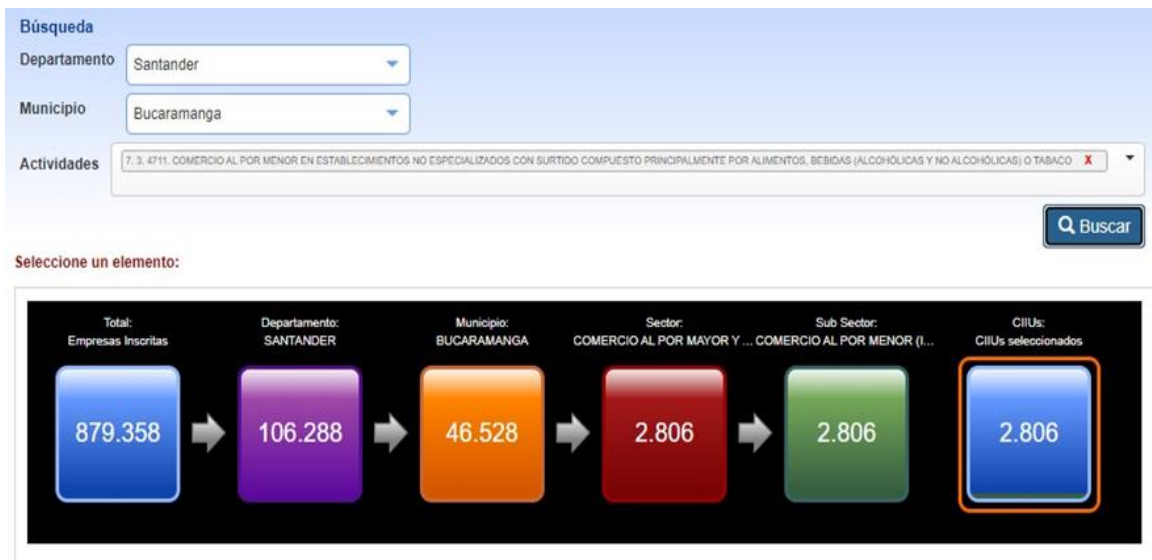 Búsqueda
Departamento
Santander
Municipio
Bucaramanga
Actividades
7. 3. 4711. COMERCIO AL POR MENOR EN ESTABLECIMIENTOS NO ESPECIALIZADOS CON SURTIDO COMPUESTO PRINCIPALMENTE POR ALIMENTOS, BEBIDAS (ALCOHÓLICAS Y NO ALCOHÓLICAS) O TABACO X
Buscar
Seleccione un elemento:
Total:
Empresas Inscritas
Departamento:
SANTANDER
Municipio:
BUCARAMANGA
Sector:
COMERCIO AL POR MAYOR Y ...
Sub Sector:
COMERCIO AL POR MENOR (I...
CIIUs:
CIIUs seleccionados
879.358
106.288
46.528
2.806
2.806
2.806